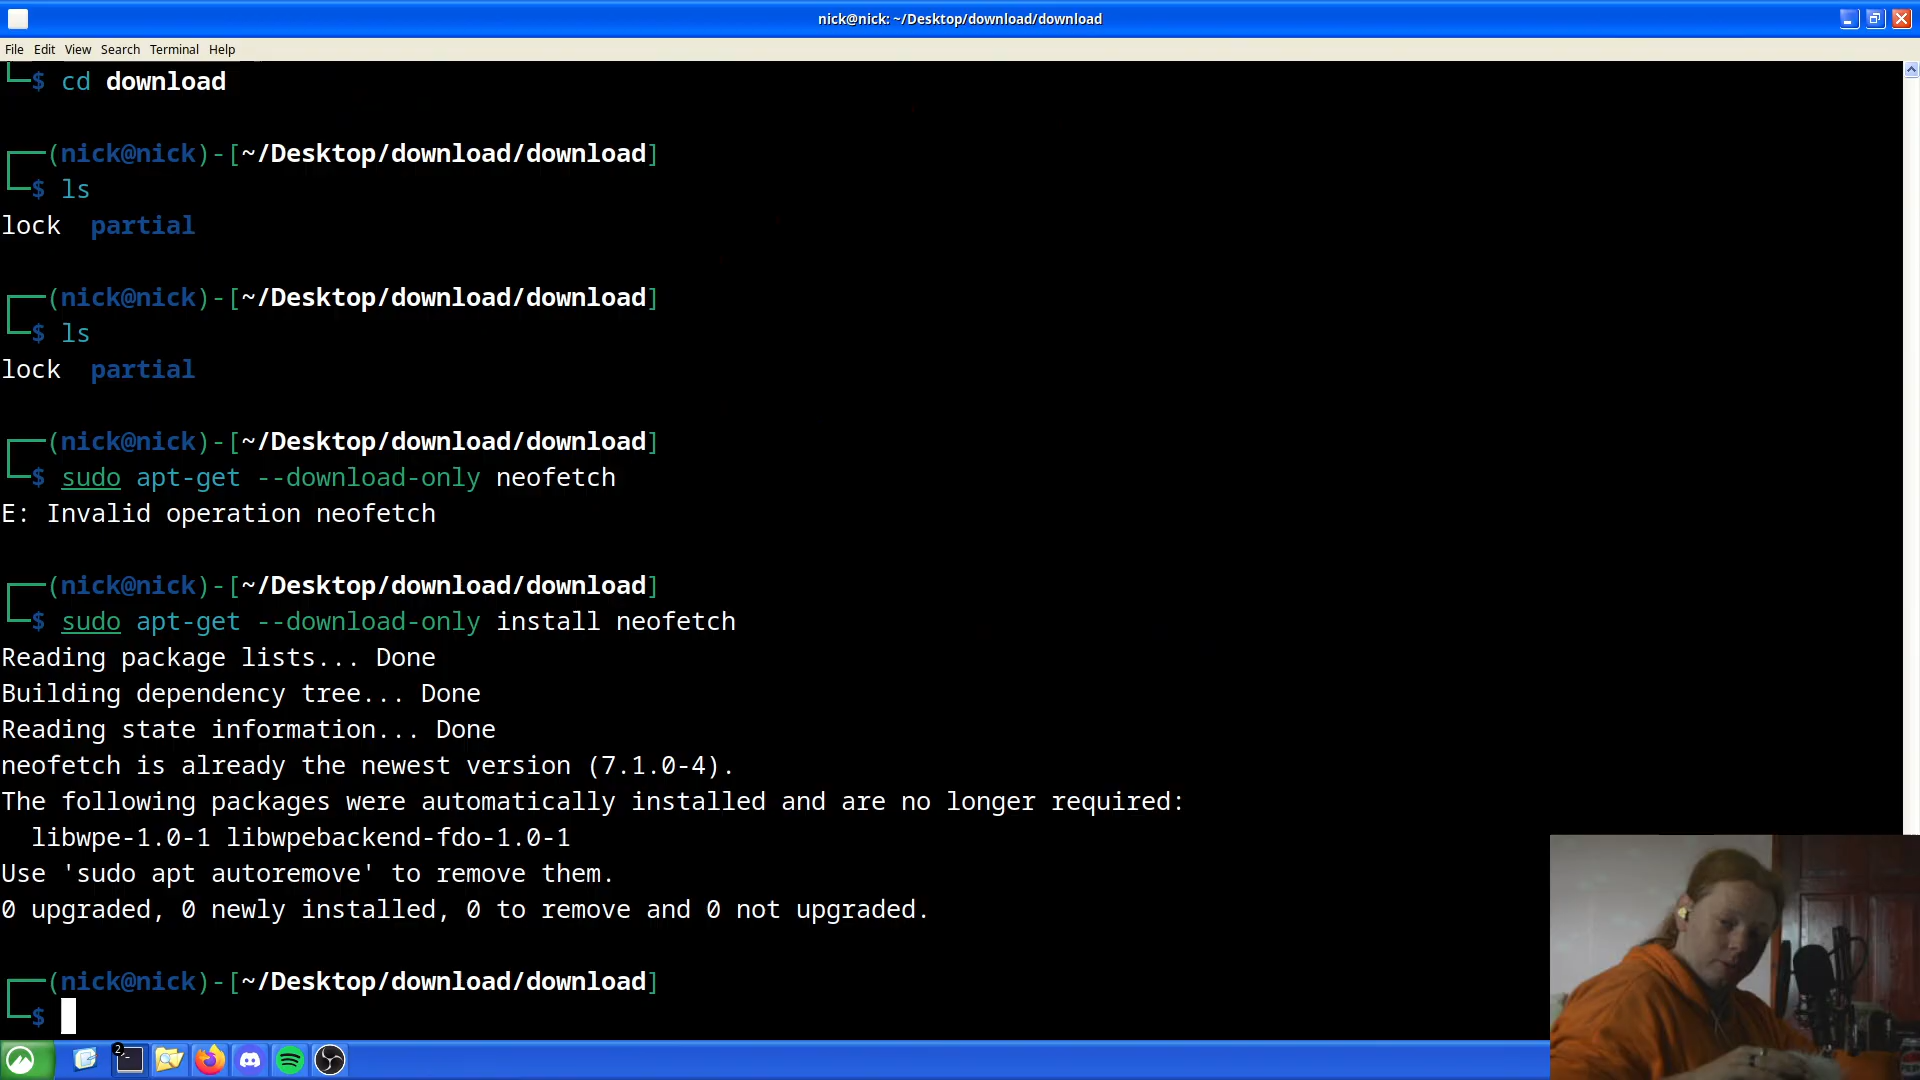 nick@nick: ~/Desktop/download/download
File Edit View Search Terminal Help
└─$ cd download
┌──(nick@nick)-[~/Desktop/download/download]
└─$ ls
lock  partial
┌──(nick@nick)-[~/Desktop/download/download]
└─$ ls
lock  partial
┌──(nick@nick)-[~/Desktop/download/download]
└─$ sudo apt-get --download-only neofetch
E: Invalid operation neofetch
┌──(nick@nick)-[~/Desktop/download/download]
└─$ sudo apt-get --download-only install neofetch
Reading package lists... Done
Building dependency tree... Done
Reading state information... Done
neofetch is already the newest version (7.1.0-4).
The following packages were automatically installed and are no longer required:
  libwpe-1.0-1 libwpebackend-fdo-1.0-1
Use 'sudo apt autoremove' to remove them.
0 upgraded, 0 newly installed, 0 to remove and 0 not upgraded.
┌──(nick@nick)-[~/Desktop/download/download]
└─$
2